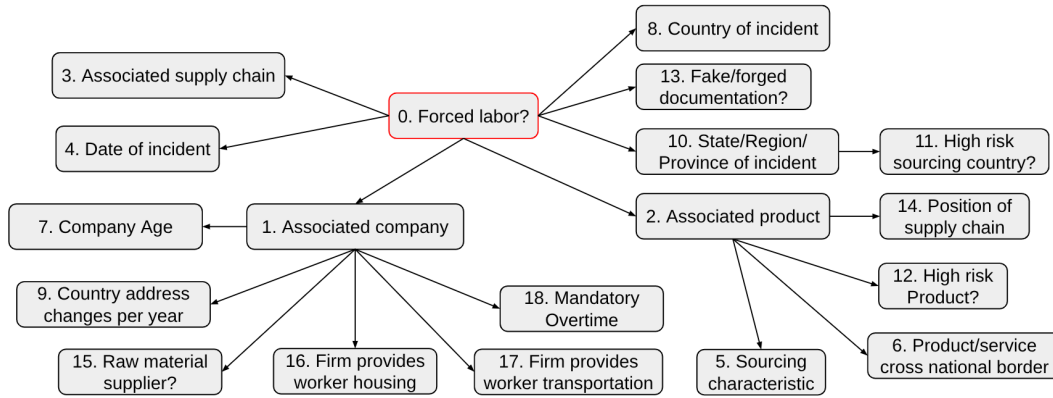 8. Country of incident
3. Associated supply chain
13. Fake/forged
documentation?
0. Forced labor?
4. Date of incident
10. State/Region/
Province of incident
11. High risk
sourcing country?
7. Company Age
1. Associated company
2. Associated product
14. Position of
supply chain
9. Country address
changes per year
18. Mandatory
Overtime
12. High risk
Product?
15. Raw material
supplier?
16. Firm provides
worker housing
17. Firm provides
worker transportation
5. Sourcing
characteristic
6. Product/service
cross national border